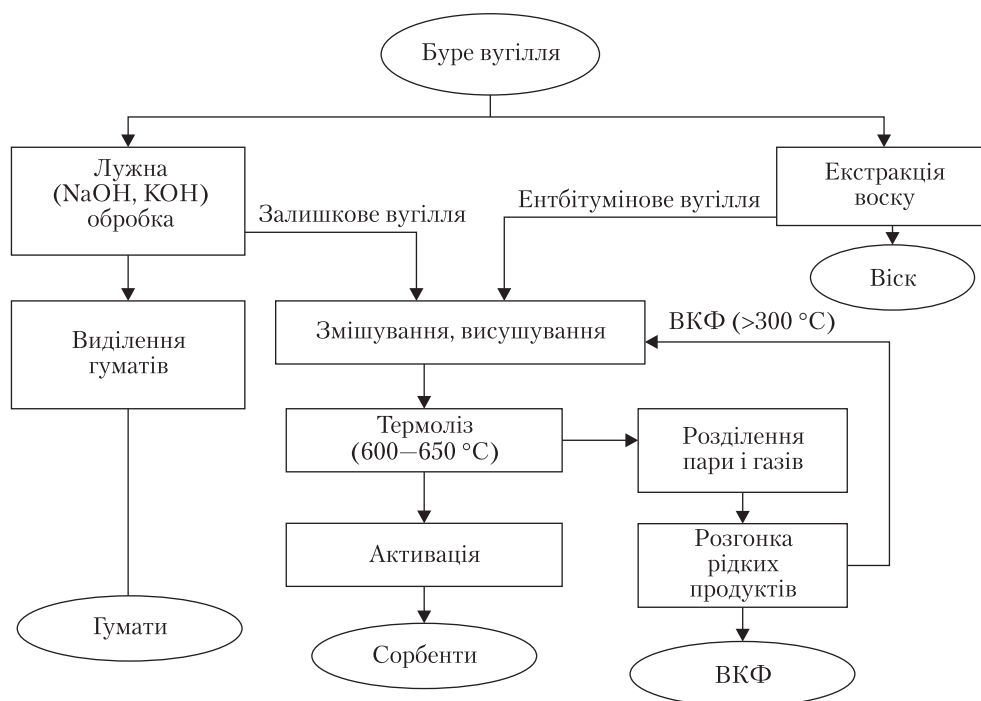 Буре вугілля
Лужна
(NaOH, KOH)
обробка
Екстракція
воску
Залишкове вугілля
Ентбітумінове вугілля
Віск
Виділення
гуматів
Змішування, висушування
ВКФ (>300 °C)
Термоліз
(600—650 °C)
Розділення
пари і газів
Активація
Розгонка
рідких
продуктів
Гумати
Сорбенти
ВКФ